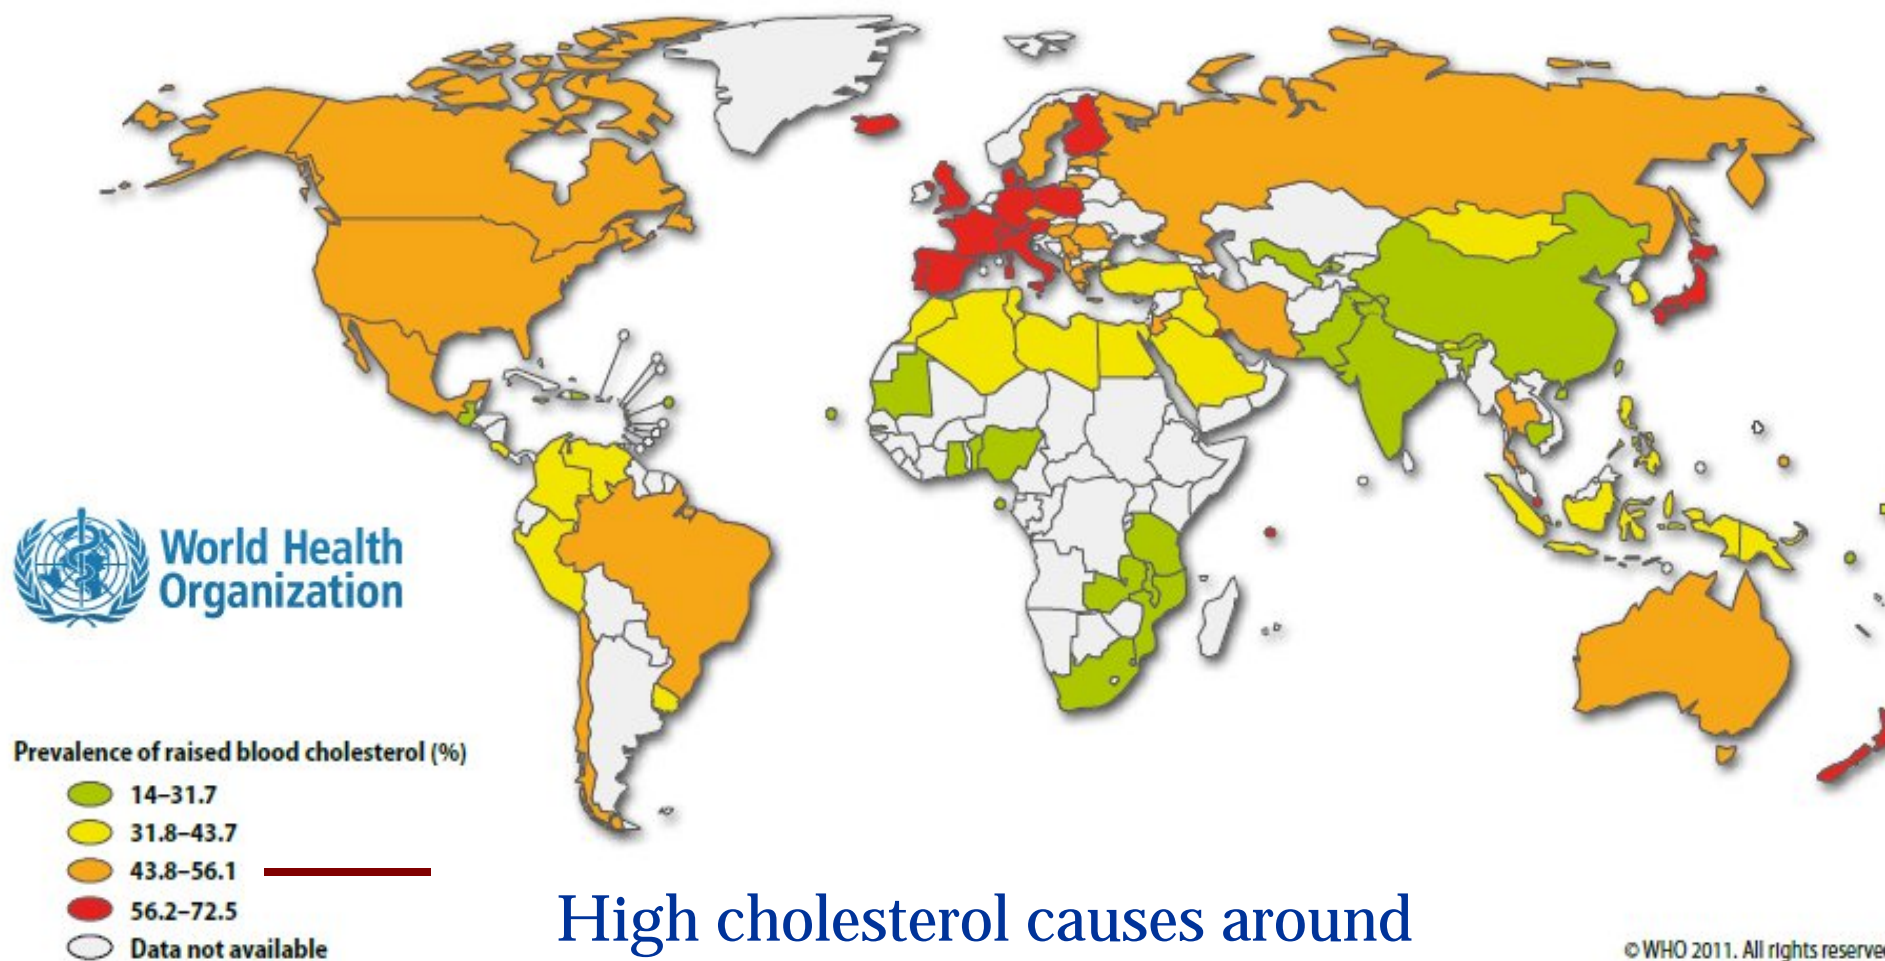 World Health
Organization
Prevalence of raised blood cholesterol (%)
14–31.7
31.8–43.7
43.8–56.1
56.2–72.5
Data not available
High cholesterol causes around
© WHO 2011. All rights reserved